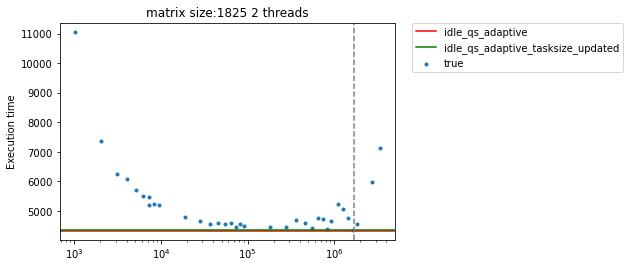 matrix size:1825 2 threads
idle_qs_adaptive
idle_qs_adaptive_tasksize_updated
true
Execution time
11000
10000
9000
8000
7000
6000
5000
10³
10⁴
10⁵
10⁶